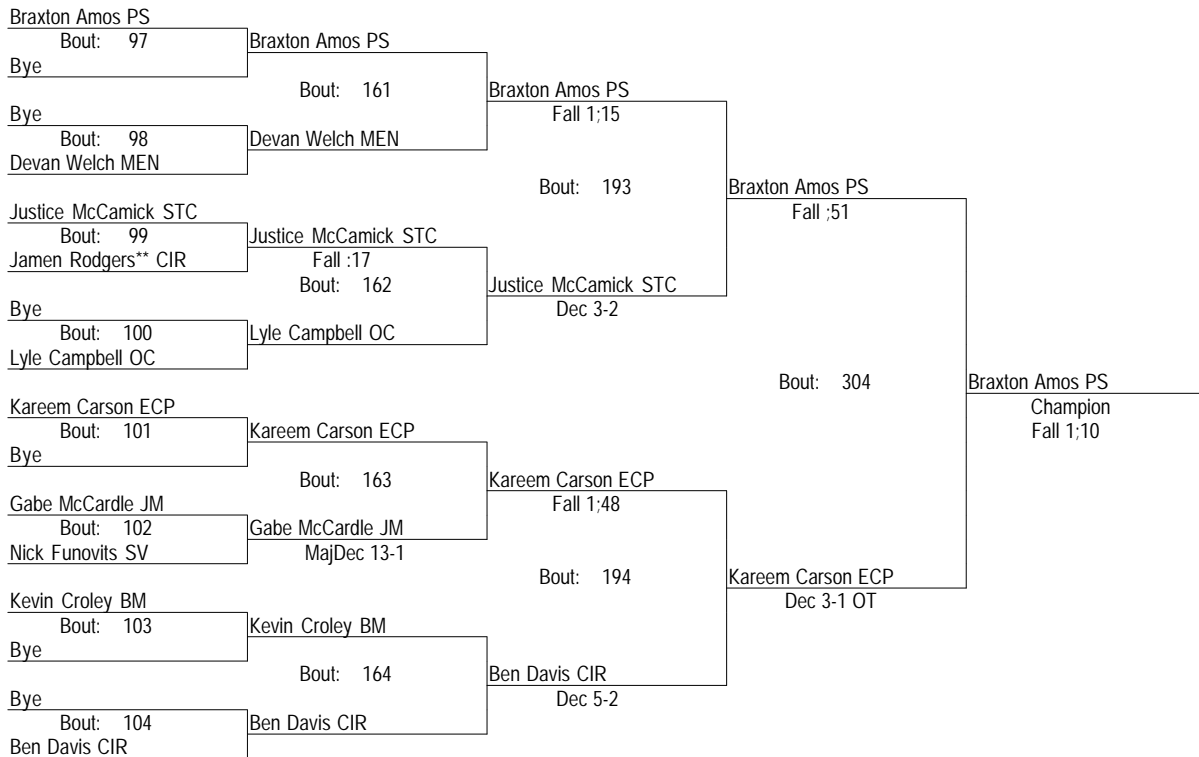 Braxton Amos PS
Bout: 97
Braxton Amos PS
Bye
Bout: 161
Braxton Amos PS
Bye
Fall 1;15
Bout: 98
Devan Welch MEN
Devan Welch MEN
Bout: 193
Braxton Amos PS
Justice McCamick STC
Fall ;51
Bout: 99
Justice McCamick STC
Jamen Rodgers** CIR
Fall :17
Bout: 162
Justice McCamick STC
Bye
Dec 3-2
Bout: 100
Lyle Campbell OC
Lyle Campbell OC
Bout: 304
Braxton Amos PS
Kareem Carson ECP
Champion
Bout: 101
Kareem Carson ECP
Fall 1;10
Bye
Bout: 163
Kareem Carson ECP
Gabe McCardle JM
Fall 1;48
Bout: 102
Gabe McCardle JM
Nick Funovits SV
MajDec 13-1
Bout: 194
Kareem Carson ECP
Kevin Croley BM
Dec 3-1 OT
Bout: 103
Kevin Croley BM
Bye
Bout: 164
Ben Davis CIR
Bye
Dec 5-2
Bout: 104
Ben Davis CIR
Ben Davis CIR